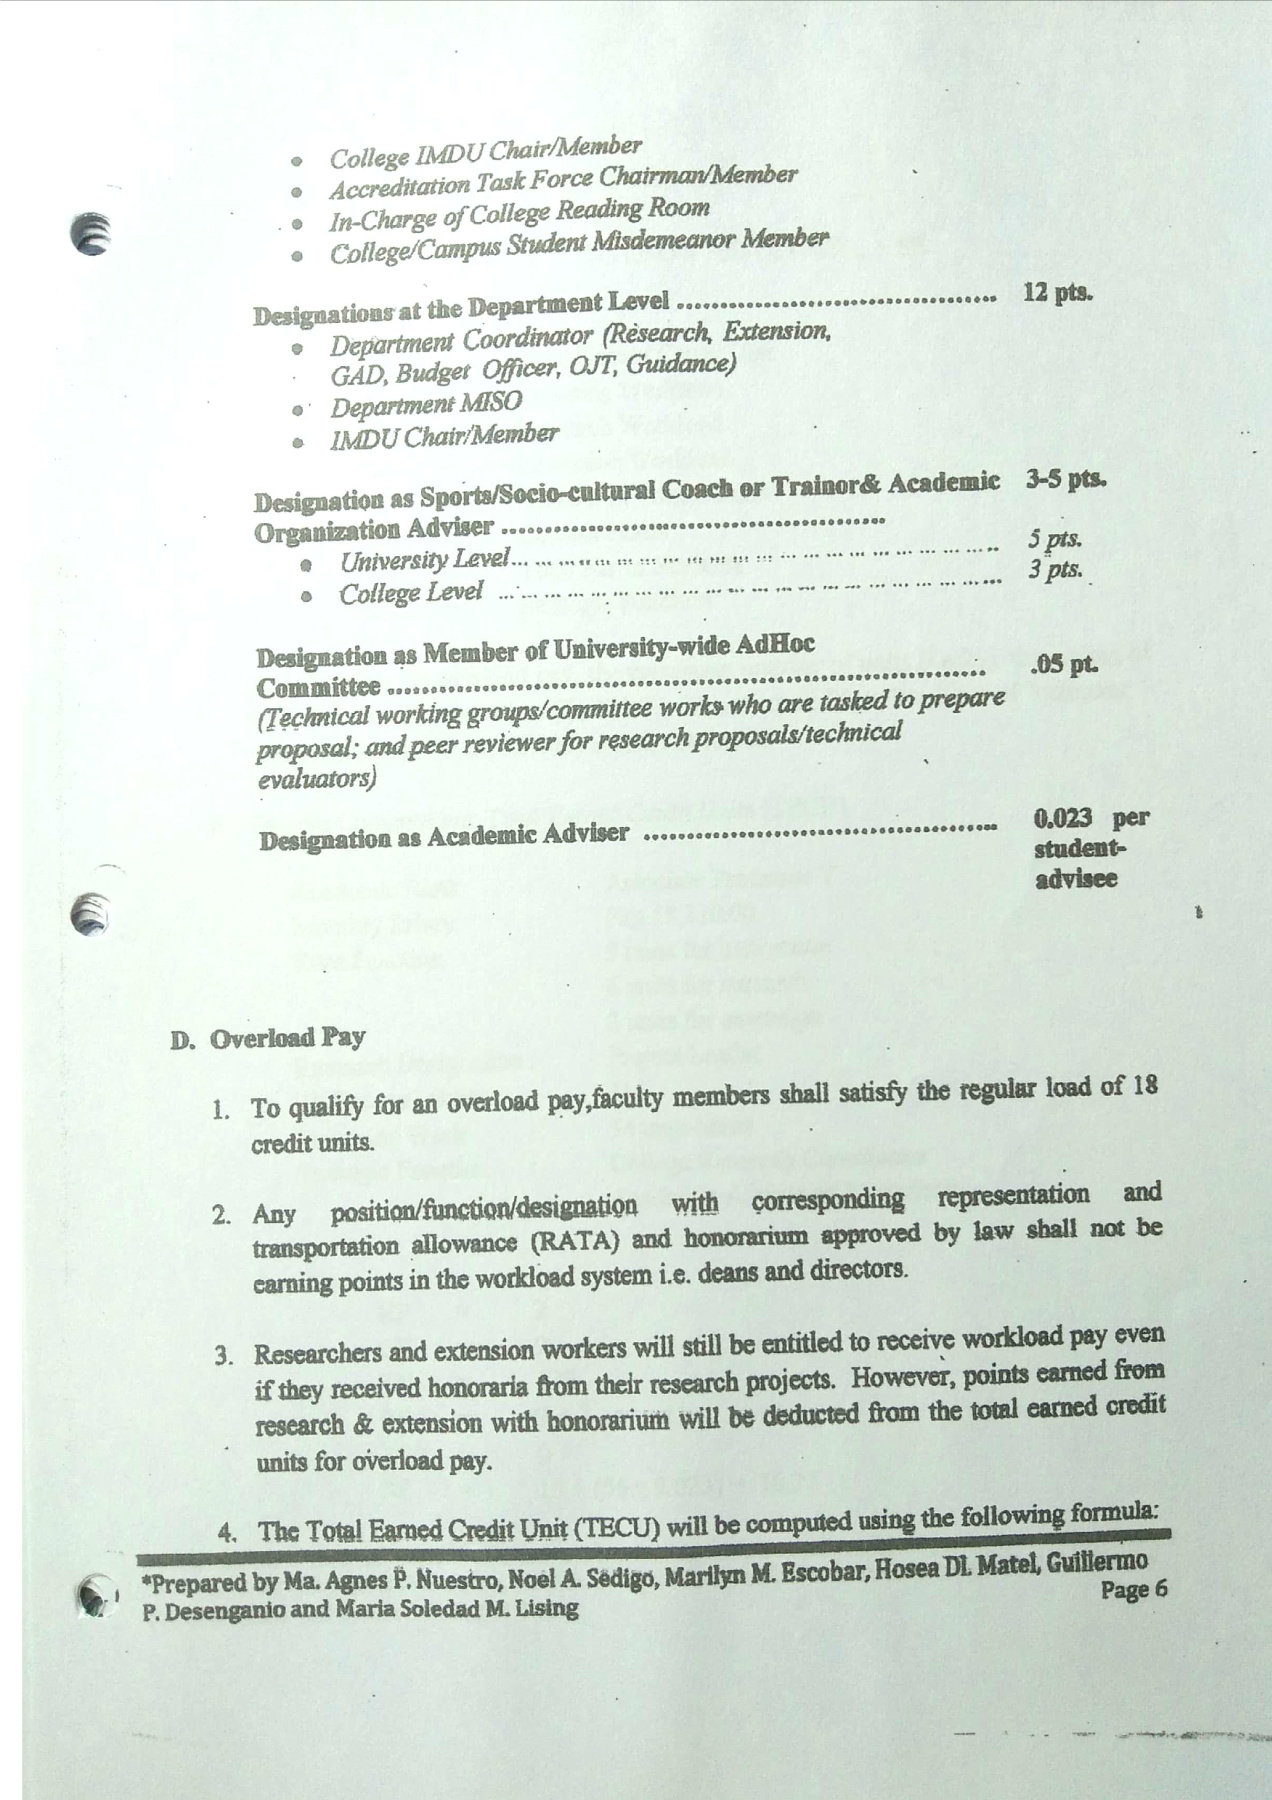 • College IMDU Chair/Member
• Accreditation Task Force Chairman/Member
• In-Charge of College Reading Room
• College/Campus Student Misdemeanor Member
Designations at the Department Level ..................................... 12 pts.
• Department Coordinator (Research, Extension,
GAD, Budget Officer, OJT, Guidance)
• Department MISO
• IMDU Chair/Member
Designation as Sports/Socio-cultural Coach or Trainor& Academic 3-5 pts.
Organization Adviser .............................................
• University Level... ... ... ... ... ... ... ... ... ... ... ... ... ... ... ... ... 5 pts.
• College Level ... ... ... ... ... ... ... ... ... ... ... ... ... ... ... ... ... 3 pts.
Designation as Member of University-wide AdHoc
Committee ..................................................................... .05 pt.
(Technical working groups/committee works who are tasked to prepare
proposal; and peer reviewer for research proposals/technical
evaluators)
Designation as Academic Adviser ......................................... 0.023 per
student-
advisee
D. Overload Pay
1. To qualify for an overload pay,faculty members shall satisfy the regular load of 18
credit units.
2. Any position/function/designation with corresponding representation and
transportation allowance (RATA) and honorarium approved by law shall not be
earning points in the workload system i.e. deans and directors.
3. Researchers and extension workers will still be entitled to receive workload pay even
if they received honoraria from their research projects. However, points earned from
research & extension with honorarium will be deducted from the total earned credit
units for overload pay.
4. The Total Earned Credit Unit (TECU) will be computed using the following formula:
*Prepared by Ma. Agnes P. Nuestro, Noel A. Sedigo, Marilyn M. Escobar, Hosea DL Matel, Guillermo
P. Desenganio and Maria Soledad M. Lising
Page 6